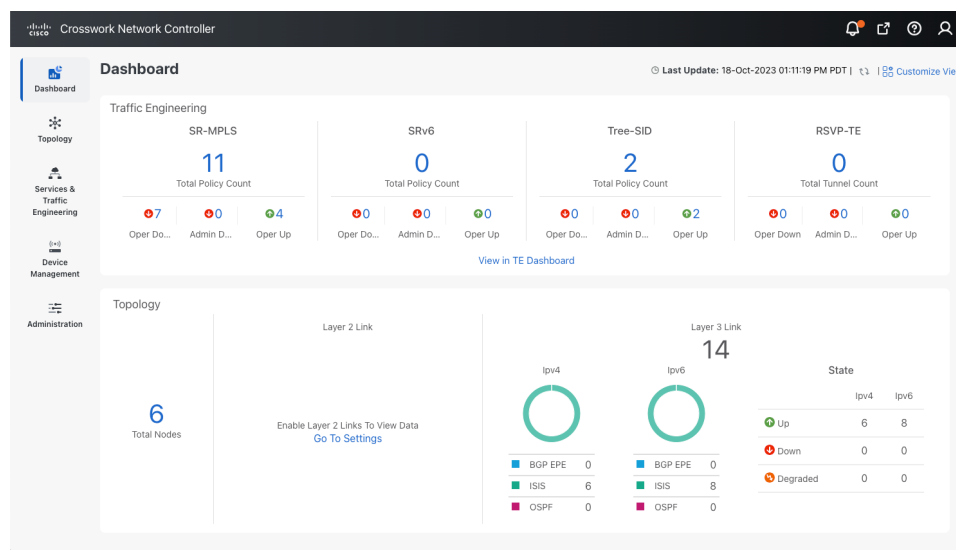 cisco Crosswork Network Controller
Dashboard
Topology
Services &
Traffic
Engineering
Device
Management
Administration
Dashboard
Last Update: 18-Oct-2023 01:11:19 PM PDT | | Customize Vie
Traffic Engineering
SR-MPLS
11
Total Policy Count
7 0 4
Oper Do... Admin D... Oper Up
SRv6
0
Total Policy Count
0 0 0
Oper Do... Admin D... Oper Up
Tree-SID
2
Total Policy Count
0 0 2
Oper Do... Admin D... Oper Up
RSVP-TE
0
Total Tunnel Count
0 0 0
Oper Down Admin D... Oper Up
View in TE Dashboard
Topology
6
Total Nodes
Layer 2 Link
Enable Layer 2 Links To View Data
Go To Settings
Layer 3 Link
14
Ipv4
BGP EPE 0
ISIS 6
OSPF 0
Ipv6
BGP EPE 0
ISIS 8
OSPF 0
State
Ipv4 Ipv6
Up 6 8
Down 0 0
Degraded 0 0